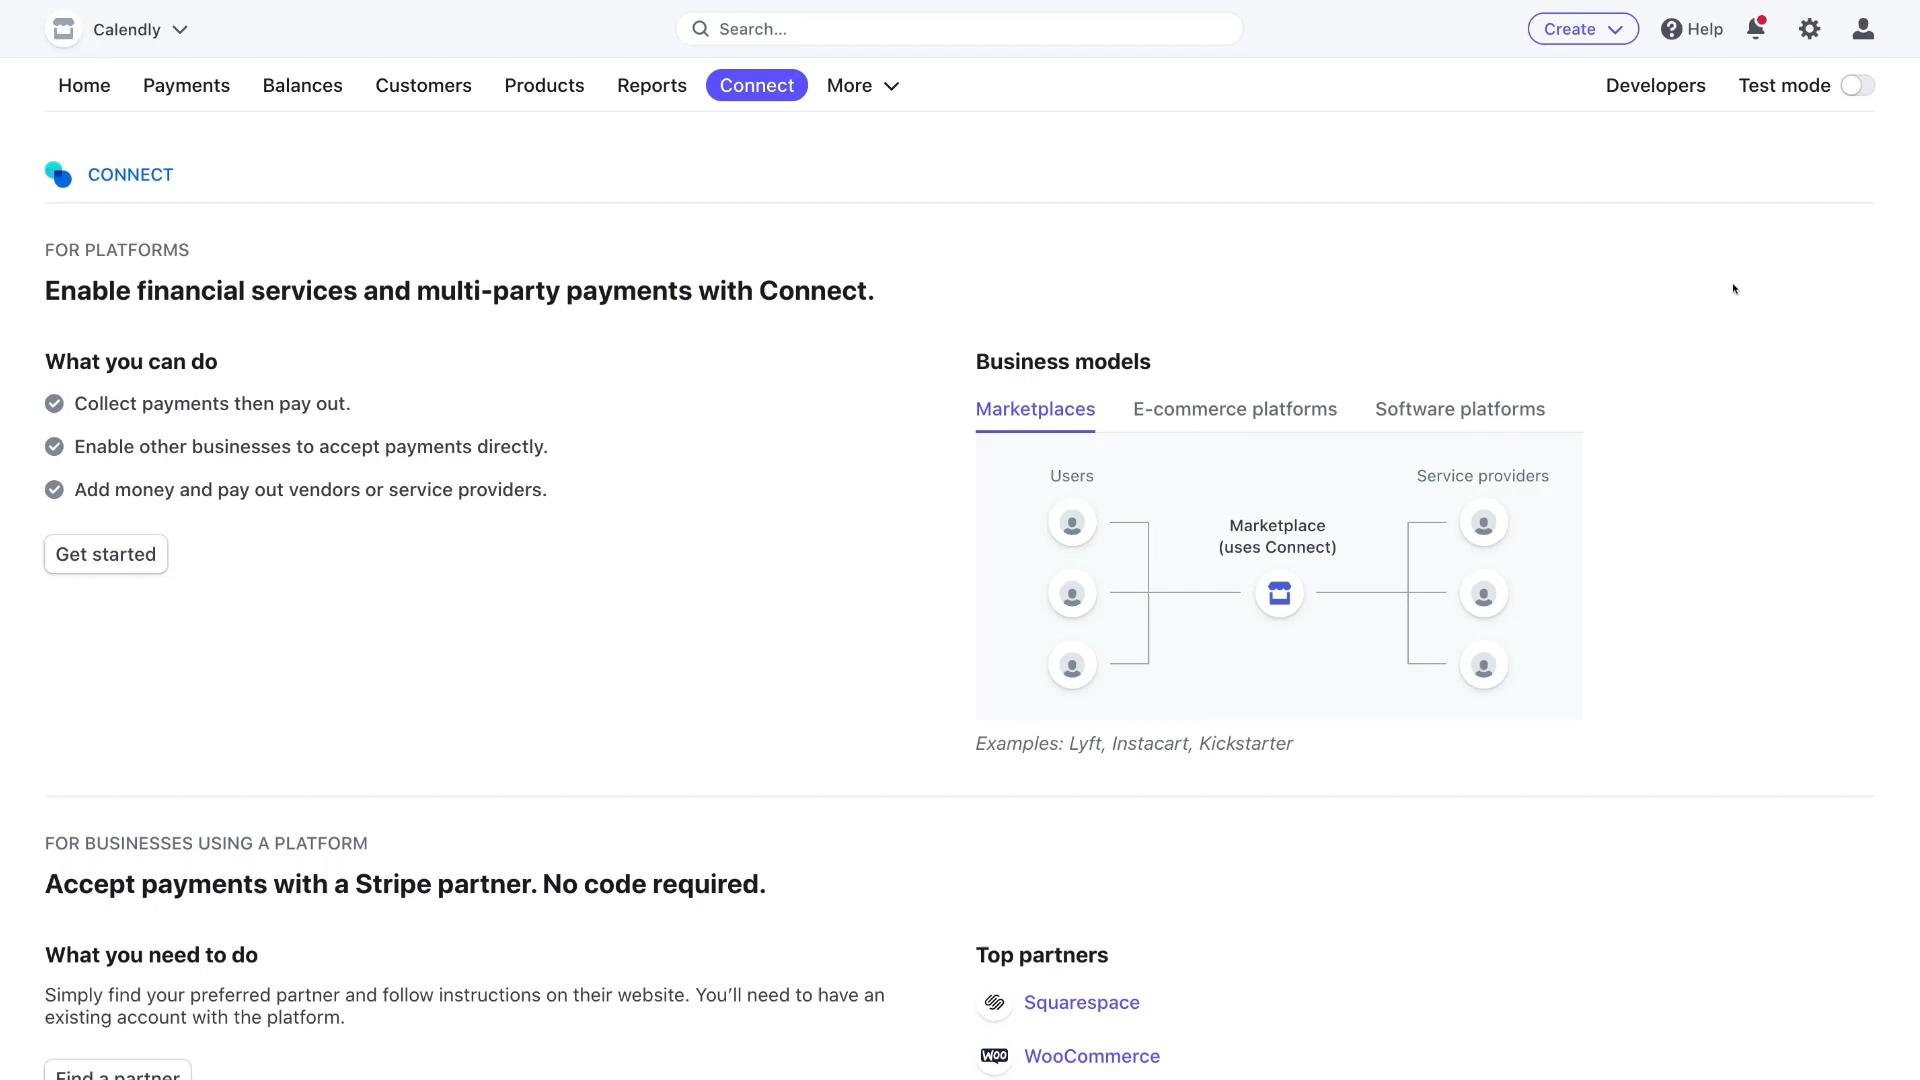 Calendly
Search...
Create
Help
Home
Payments
Balances
Customers
Products
Reports
Connect
More
Developers
Test mode
CONNECT
FOR PLATFORMS
Enable financial services and multi-party payments with Connect.
What you can do
Collect payments then pay out.
Enable other businesses to accept payments directly.
Add money and pay out vendors or service providers.
Get started
Business models
Marketplaces
E-commerce platforms
Software platforms
Users
Service providers
Marketplace
(uses Connect)
Examples: Lyft, Instacart, Kickstarter
FOR BUSINESSES USING A PLATFORM
Accept payments with a Stripe partner. No code required.
What you need to do
Simply find your preferred partner and follow instructions on their website. You’ll need to have an
existing account with the platform.
Find a partner
Top partners
Squarespace
WOO
WooCommerce